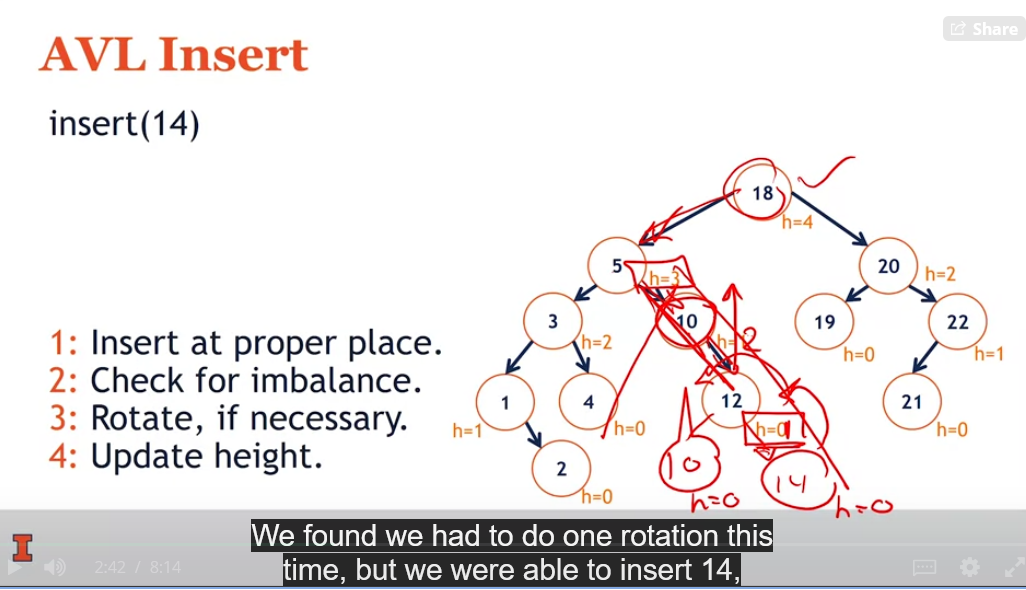 Share
AVL Insert
insert(14)
18
h=4
5
h=3
20
h=2
3
h=2
10
h=
2
19
h=0
22
h=1
1
h=1
4
h=0
12
h=0
1
21
h=0
2
h=0
10
h=0
14
h=0
1: Insert at proper place.
2: Check for imbalance.
3: Rotate, if necessary.
4: Update height.
We found we had to do one rotation this
time, but we were able to insert 14,
I
2:42 / 8:14